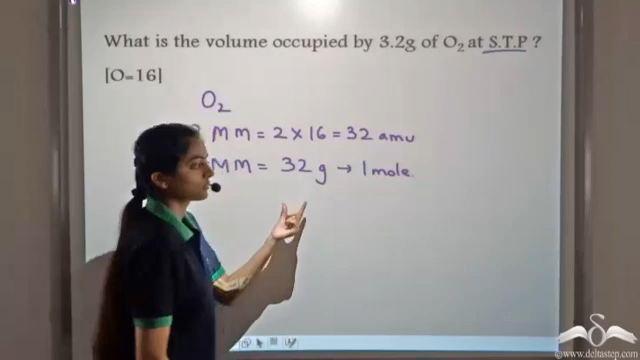 What is the volume occupied by 3.2g of O₂ at S.T.P ?
[O=16]
O₂
MM = 2 × 16 = 32 amu
MM = 32 g → 1 mole.
©www.deltastep.com